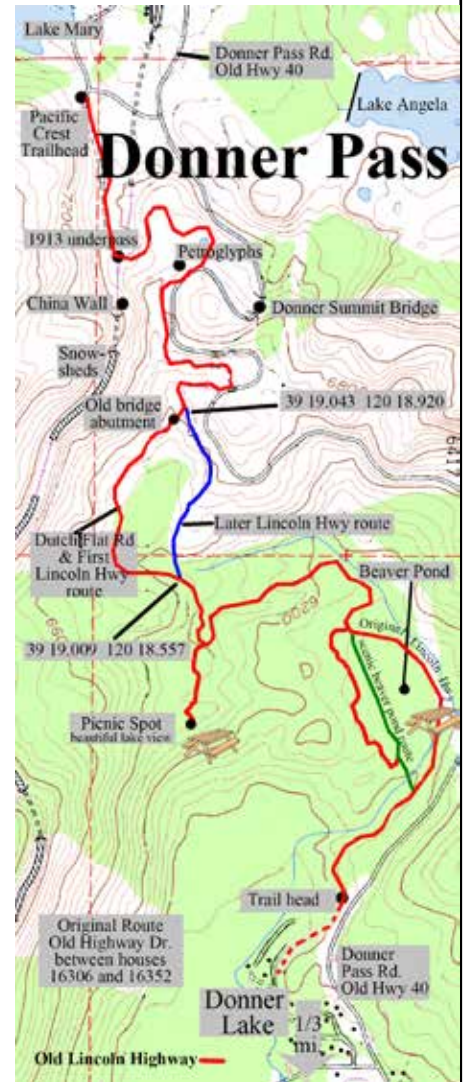 Lake Mary
Donner Pass Rd.
Old Hwy 40
Lake Angela
Pacific
Crest
Trailhead
Donner Pass
7200
1913 underpass
Petroglyphs
China Wall
Donner Summit Bridge
Snow-
sheds
6800
Old bridge
abutment
39 19.043 120 18.920
6417
Later Lincoln Hwy route
Dutch Flat Rd
& First
Lincoln Hwy
route
Beaver Pond
6600
39 19.009 120 18.557
Original Lincoln Hwy
scenic beaver pond route
Picnic Spot
beautiful lake view
Trail head
Original Route
Old Highway Dr.
between houses
16306 and 16352
Donner
Pass Rd.
Old Hwy 40
Donner
Lake
1/3
mi.
Old Lincoln Highway